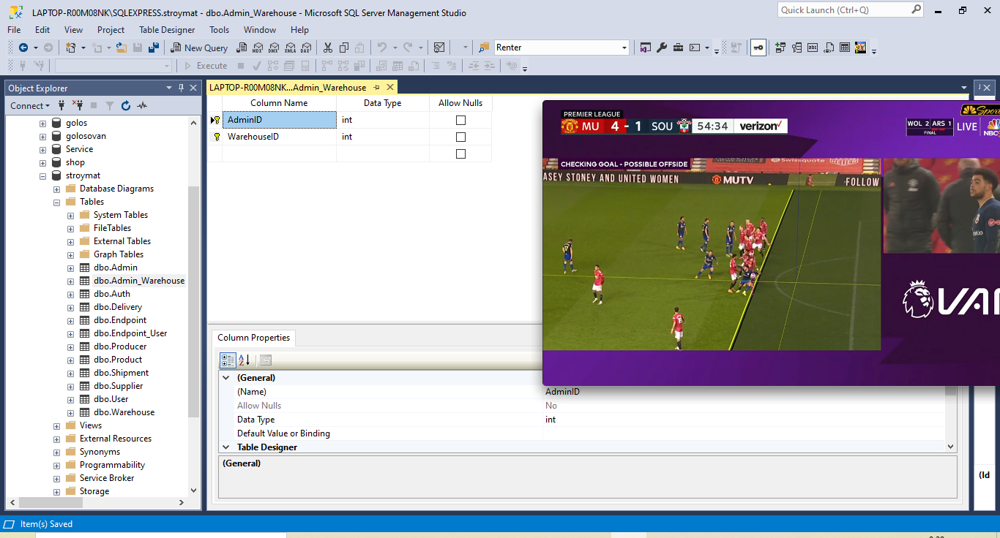 LAPTOP-R00M08NK\SQLEXPRESS.stroymat - dbo.Admin_Warehouse - Microsoft SQL Server Management Studio
Quick Launch (Ctrl+Q)
File Edit View Project Table Designer Tools Window Help
New Query MDX DMX XMLA DAX Renter
Execute
Object Explorer
Connect
golos
golosovan
Service
shop
stroymat
Database Diagrams
Tables
System Tables
FileTables
External Tables
Graph Tables
dbo.Admin
dbo.Admin_Warehouse
dbo.Auth
dbo.Delivery
dbo.Endpoint
dbo.Endpoint_User
dbo.Producer
dbo.Product
dbo.Shipment
dbo.Supplier
dbo.User
dbo.Warehouse
Views
External Resources
Synonyms
Programmability
Service Broker
Storage
LAPTOP-R00M08NK...Admin_Warehouse
Column Name Data Type Allow Nulls
AdminID int
WarehouseID int
PREMIER LEAGUE
MU 4 - 1 SOU 54:34 verizon
WOL 2 ARS 1
FINAL
LIVE
NBC
CHECKING GOAL - POSSIBLE OFFSIDE
ASEY STONEY AND UNITED WOMEN MUTV FOLLOW
Column Properties
(General)
(Name) AdminID
Allow Nulls No
Data Type int
Default Value or Binding
Table Designer
(General)
(Id
Item(s) Saved